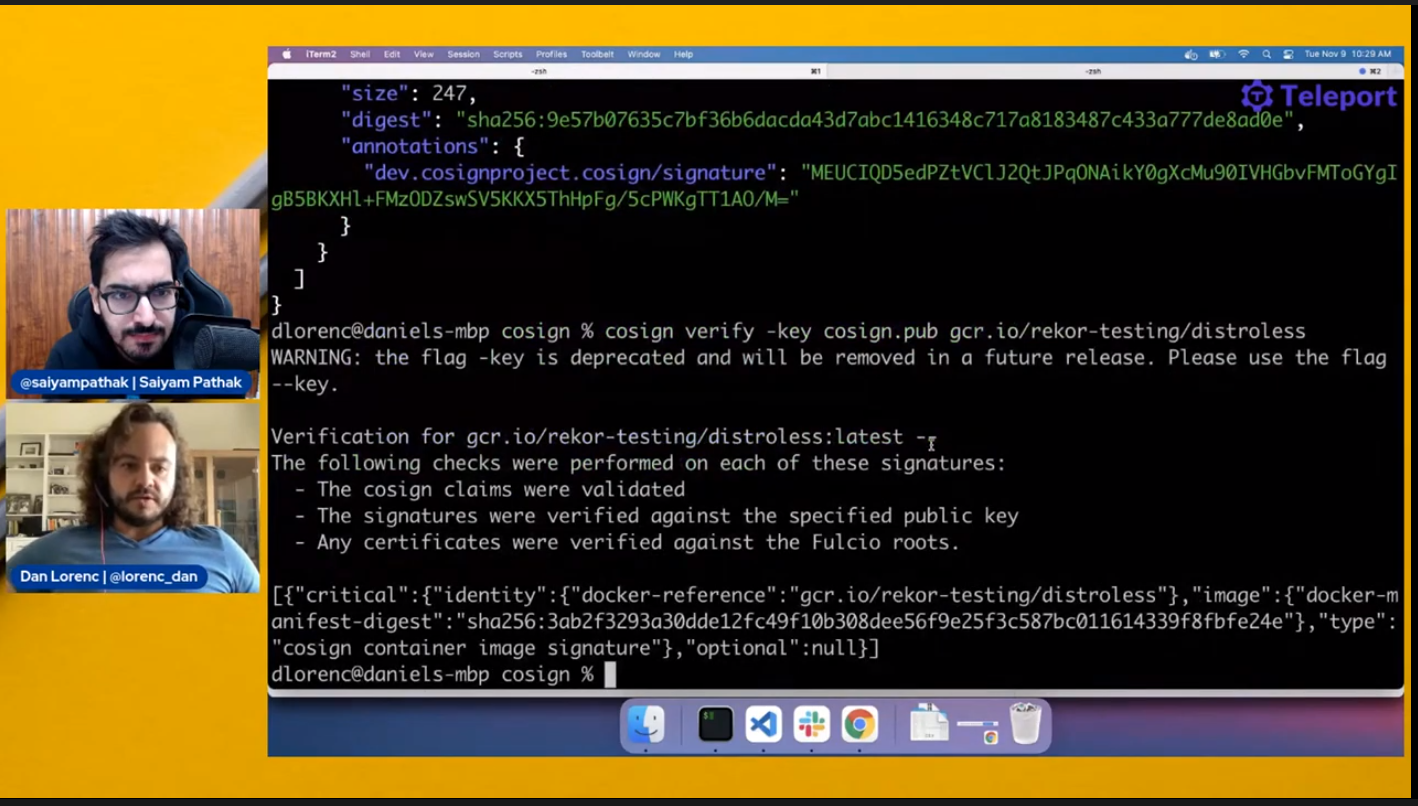 iTerm2 Shell Edit View Session Scripts Profiles Toolbelt Window Help Tue Nov 9 10:29 AM
-zsh ⌘1 -zsh ⌘2
Teleport
"size": 247,
"digest": "sha256:9e57b07635c7bf36b6dacda43d7abc1416348c717a8183487c433a777de8ad0e",
"annotations": {
"dev.cosignproject.cosign/signature": "MEUCIQD5edPZtVClJ2QtJPqONAikY0gXcMu90IVHGbvFMToGYgI
gB5BKXHl+FMzODZswSV5KKX5ThHpFg/5cPWKgTT1AO/M="
}
}
]
}
dlorenc@daniels-mbp cosign % cosign verify -key cosign.pub gcr.io/rekor-testing/distroless
WARNING: the flag -key is deprecated and will be removed in a future release. Please use the flag
--key.
Verification for gcr.io/rekor-testing/distroless:latest --
The following checks were performed on each of these signatures:
- The cosign claims were validated
- The signatures were verified against the specified public key
- Any certificates were verified against the Fulcio roots.
[{"critical":{"identity":{"docker-reference":"gcr.io/rekor-testing/distroless"},"image":{"docker-m
anifest-digest":"sha256:3ab2f3293a30dde12fc49f10b308dee56f9e25f3c587bc011614339f8fbfe24e"},"type":
"cosign container image signature"},"optional":null}]
dlorenc@daniels-mbp cosign %
@saiyampathak | Saiyam Pathak
Dan Lorenc | @lorenc_dan